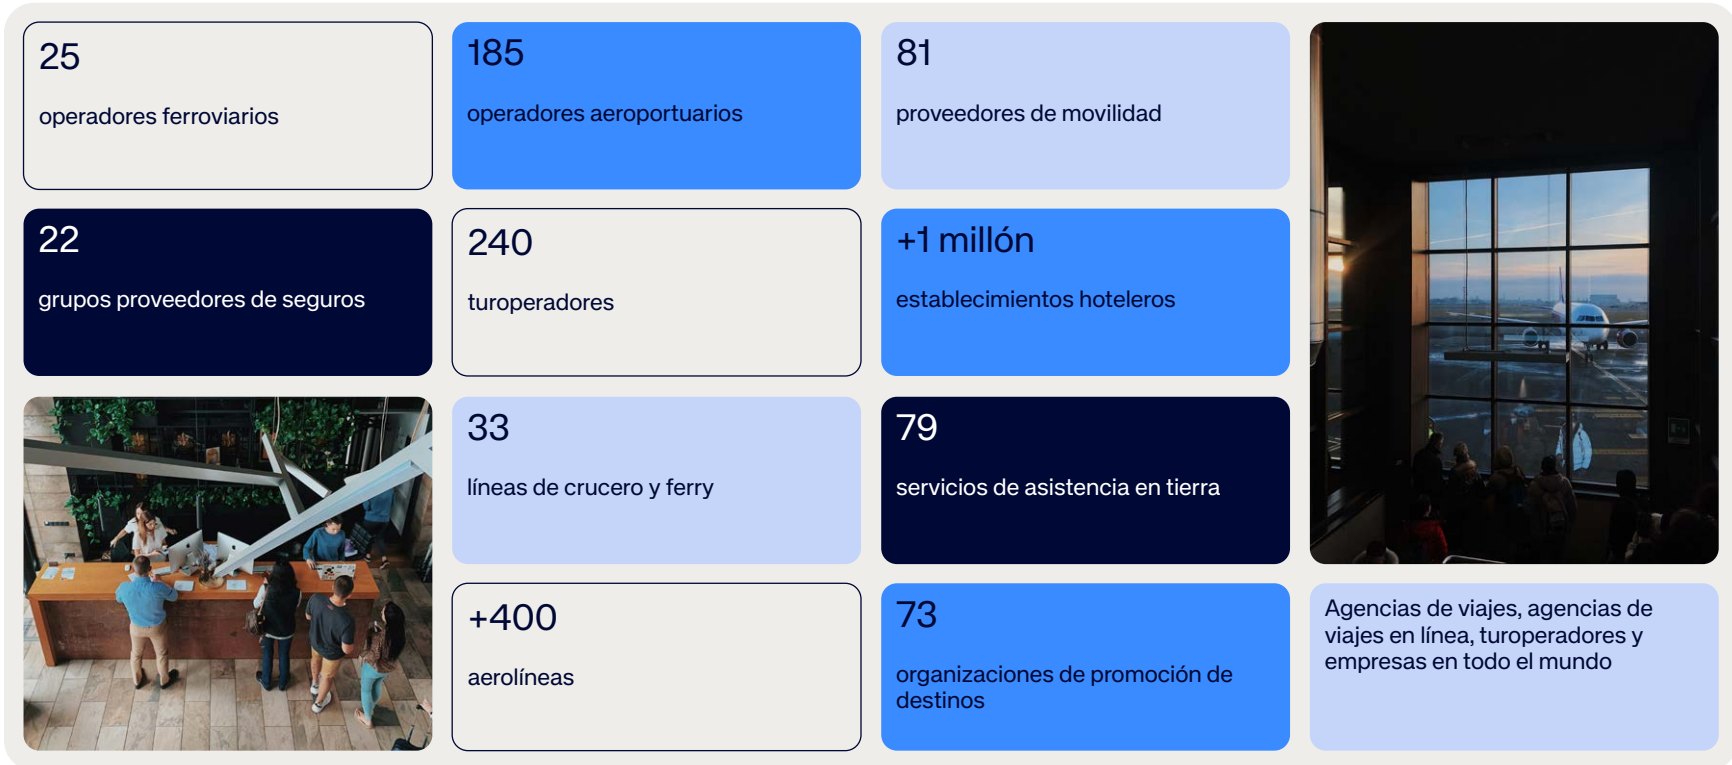 25
operadores ferroviarios
185
operadores aeroportuarios
81
proveedores de movilidad
22
grupos proveedores de seguros
240
turoperadores
+1 millón
establecimientos hoteleros
33
líneas de crucero y ferry
79
servicios de asistencia en tierra
+400
aerolíneas
73
organizaciones de promoción de
destinos
Agencias de viajes, agencias de
viajes en línea, turoperadores y
empresas en todo el mundo